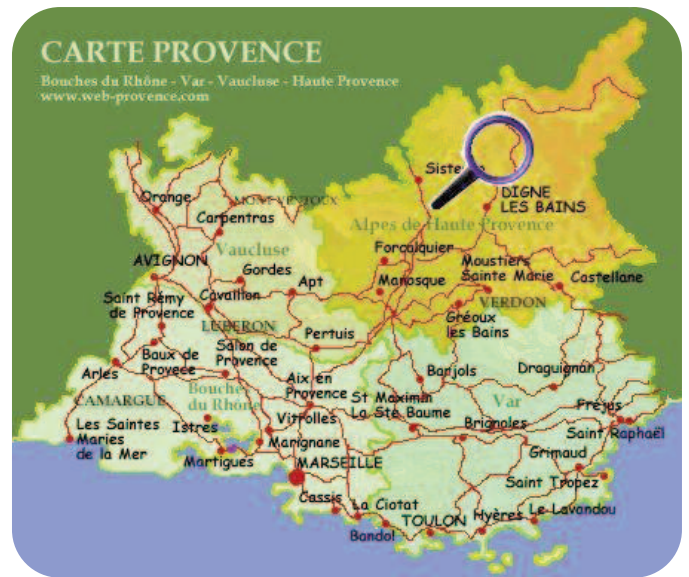 CARTE PROVENCE
Bouches du Rhône - Var - Vaucluse - Haute Provence
www.web-provence.com
Orange
MONT VENTOUX
Carpentras
Vaucluse
AVIGNON
Gordes
Apt
Saint Rémy
de Provence
Cavaillon
LUBERON
Pertuis
Salon de
Provence
Baux de
Provece
Arles
CAMARGUE
Bouches
du Rhône
Aix en
Provence
Les Saintes
Maries
de la Mer
Istres
Vitrolles
Marignane
Martigues
MARSEILLE
Cassis
La Ciotat
Bandol
TOULON
Hyères
Le Lavandou
Saint Tropez
Grimaud
Saint Raphaël
Fréjus
Draguignan
Var
Brignoles
Barjols
St Maximin
La Ste Baume
DIGNE
LES BAINS
Alpes de Haute Provence
Forcalquier
Manosque
Moustiers
Sainte Marie
Castellane
VERDON
Gréoux
les Bains